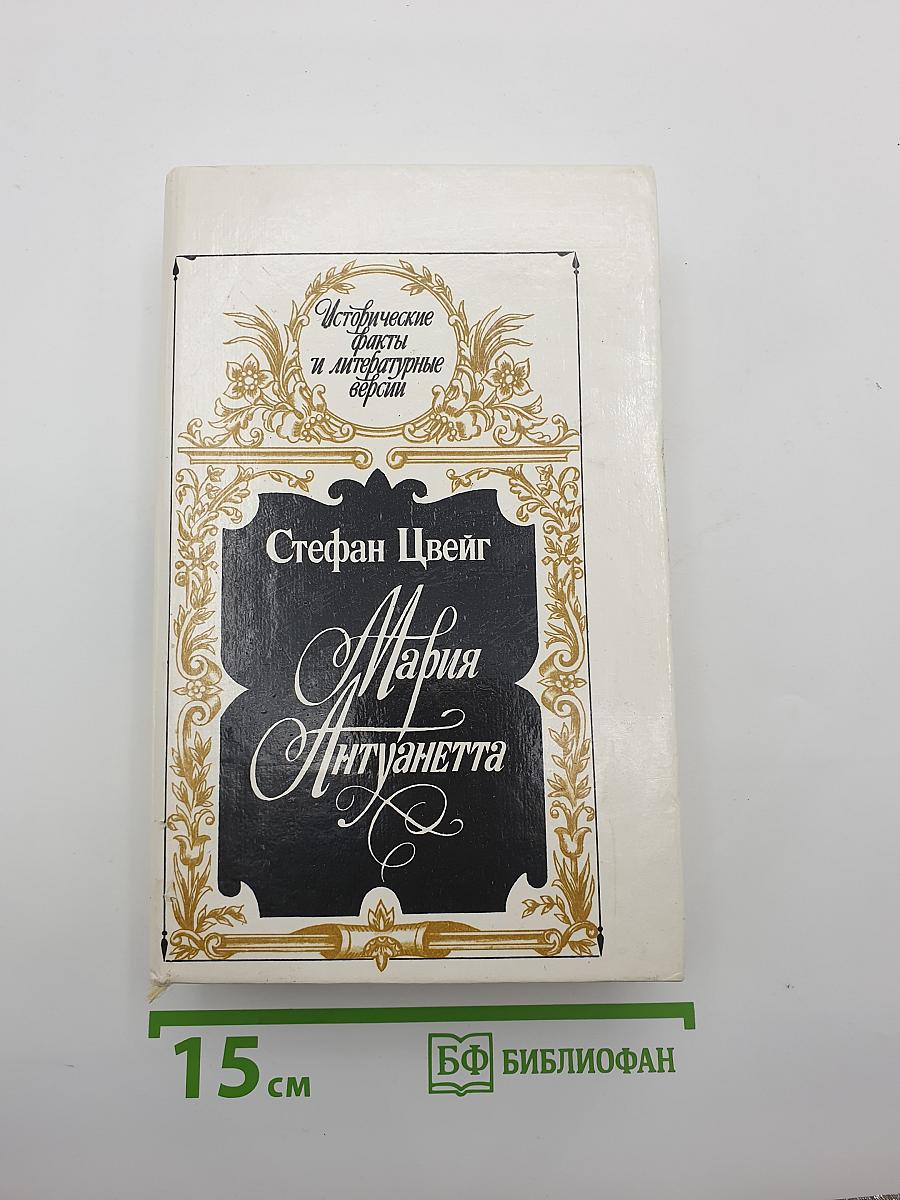 Исторические
факты
и литературные
версии
Стефан Цвейг
Мария
Антуанетта
15 см
БФ БИБЛИОФАН